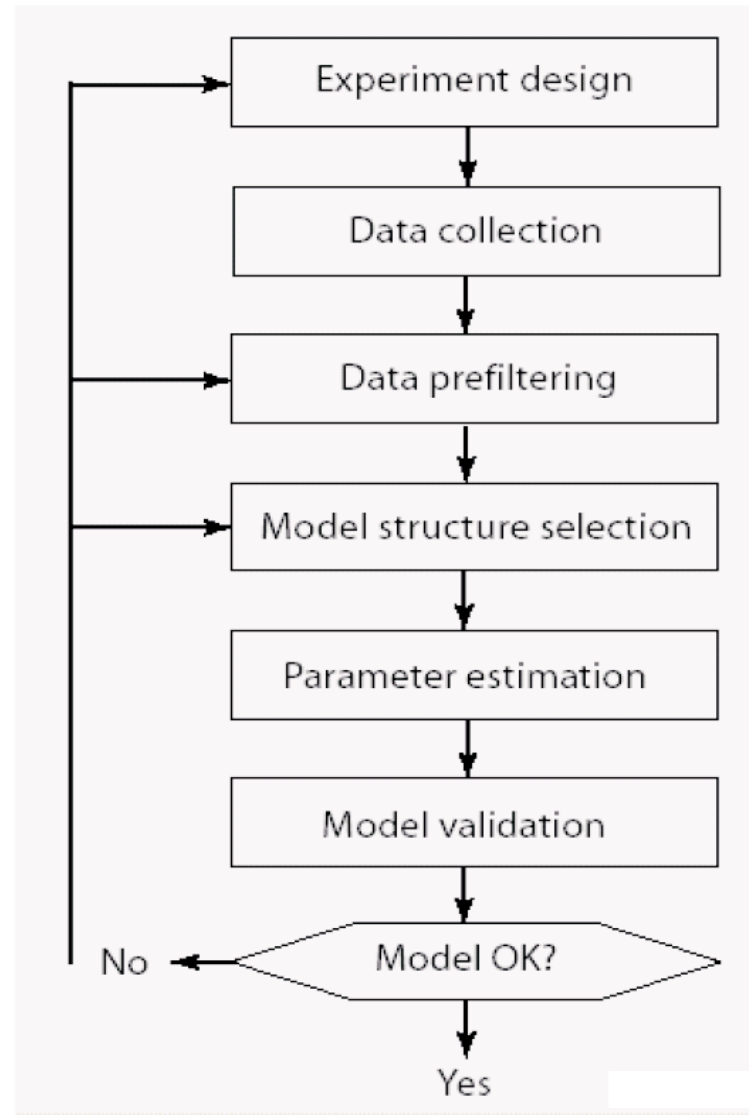 Experiment design
Data collection
Data prefiltering
Model structure selection
Parameter estimation
Model validation
No
Model OK?
Yes